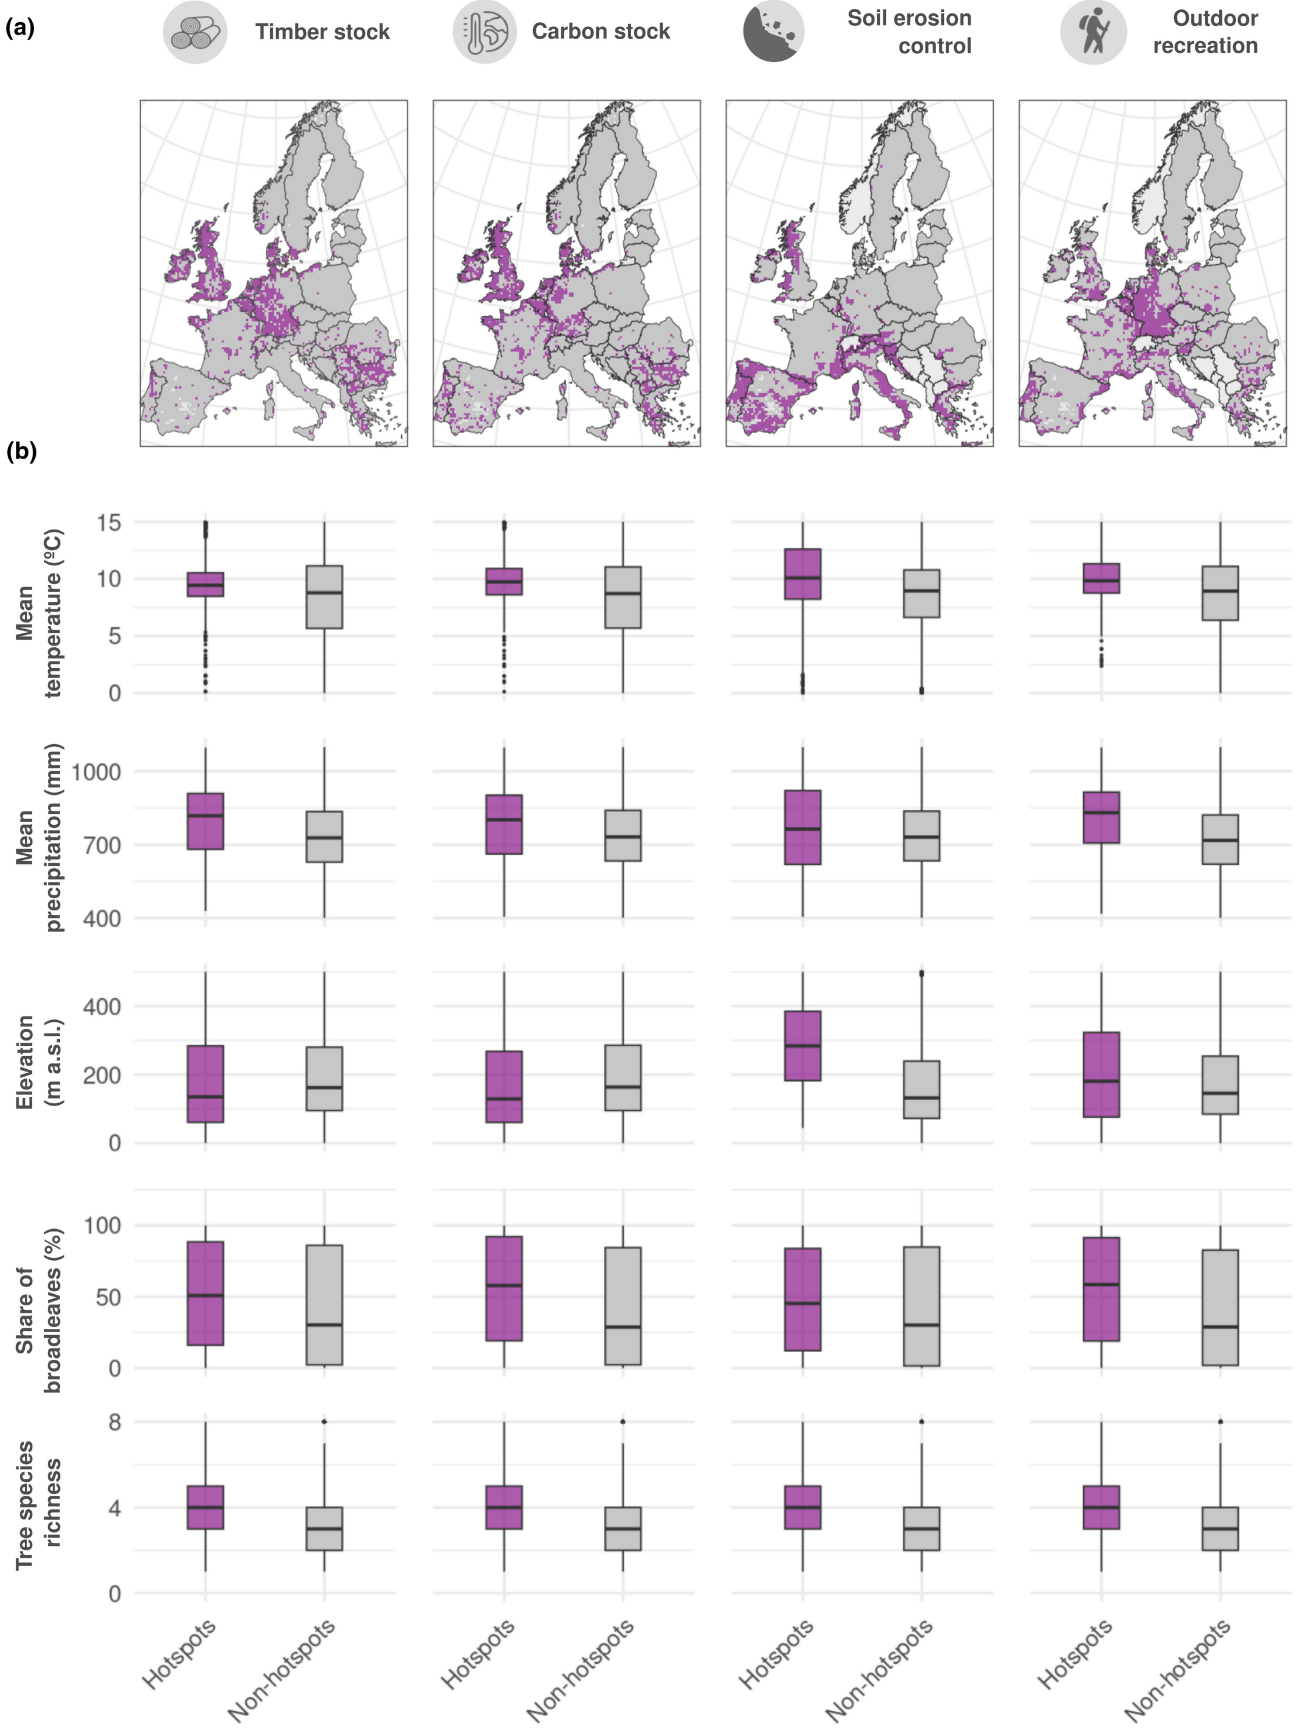 (a)
Timber stock
Carbon stock
Soil erosion
control
Outdoor
recreation
(b)
Mean
temperature (ºC)
15
10
5
0
Mean
precipitation (mm)
1000
700
400
Elevation
(m a.s.l.)
400
200
0
Share of
broadleaves (%)
100
50
0
Tree species
richness
8
4
0
Hotspots
Non-hotspots
Hotspots
Non-hotspots
Hotspots
Non-hotspots
Hotspots
Non-hotspots